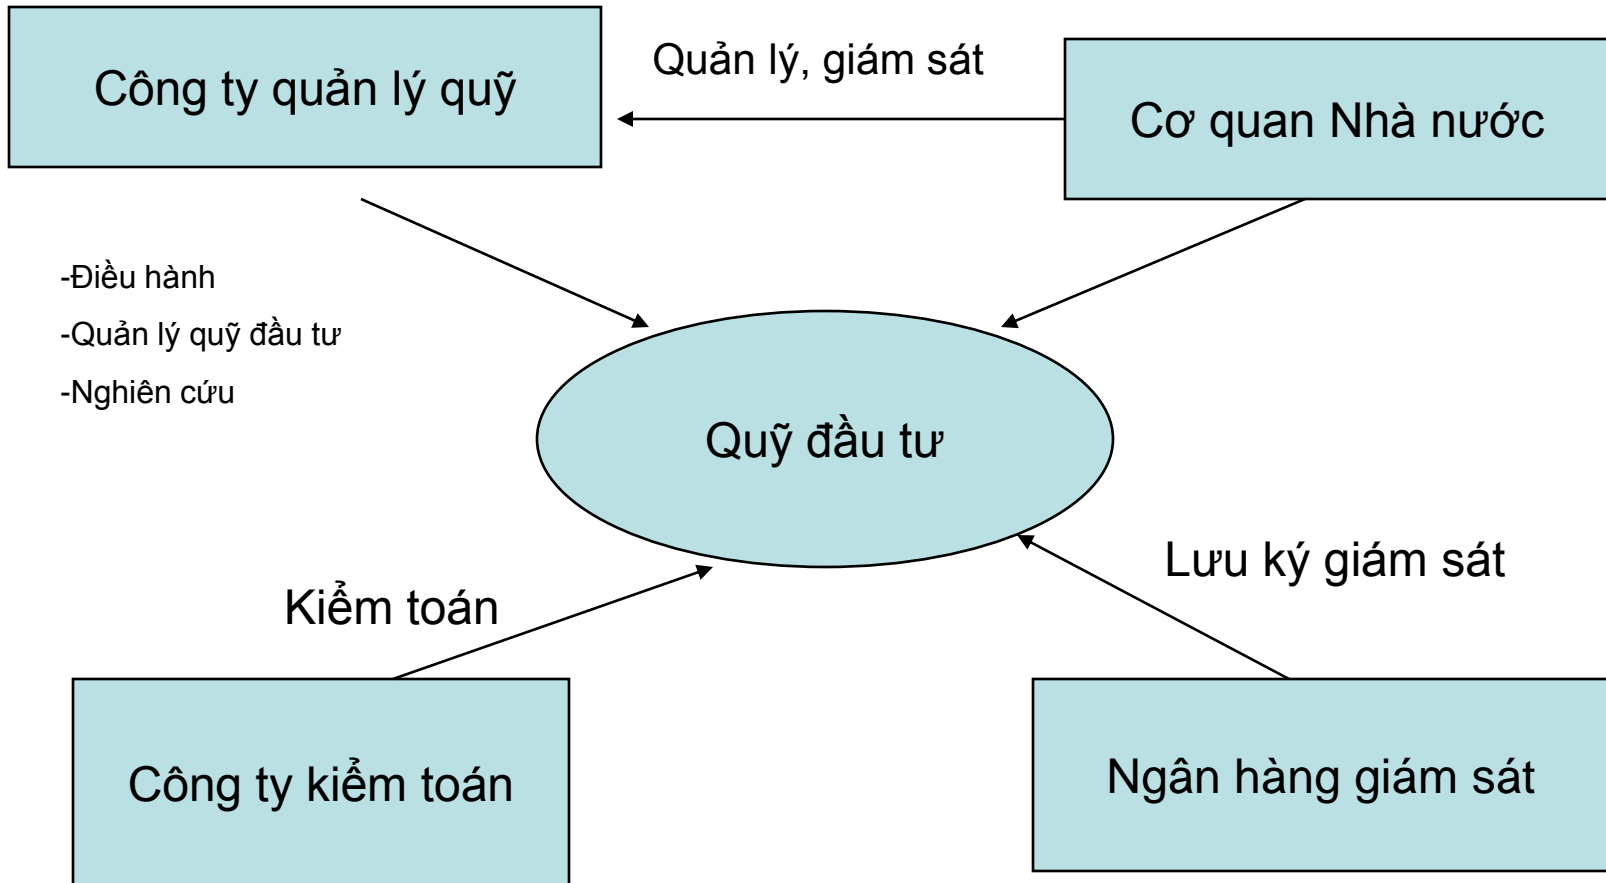 Công ty quản lý quỹ
Quản lý, giám sát
Cơ quan Nhà nước
-Điều hành
-Quản lý quỹ đầu tư
-Nghiên cứu
Quỹ đầu tư
Lưu ký giám sát
Kiểm toán
Công ty kiểm toán
Ngân hàng giám sát